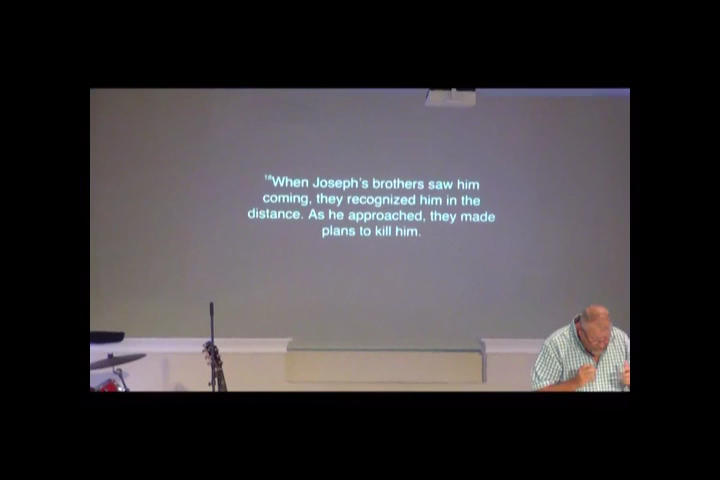 ¹⁸When Joseph's brothers saw him
coming, they recognized him in the
distance. As he approached, they made
plans to kill him.